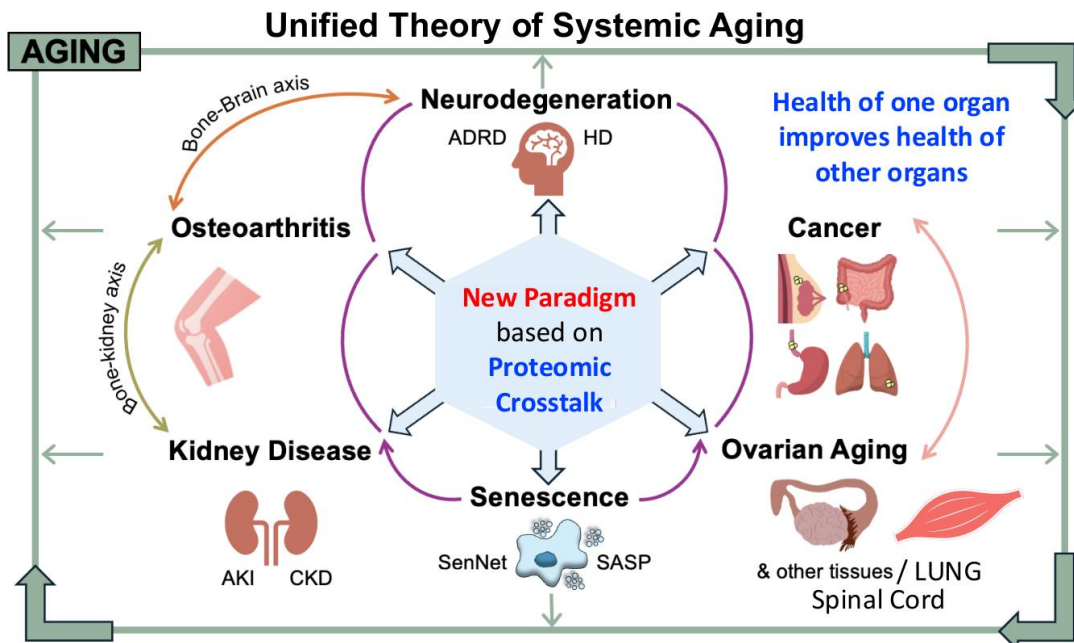 Unified Theory of Systemic Aging
AGING
Bone-Brain axis
Neurodegeneration
ADRD
HD
Health of one organ
improves health of
other organs
Osteoarthritis
Cancer
Bone-kidney axis
New Paradigm
based on
Proteomic
Crosstalk
Kidney Disease
Ovarian Aging
Senescence
AKI
CKD
SenNet
SASP
& other tissues / LUNG
Spinal Cord